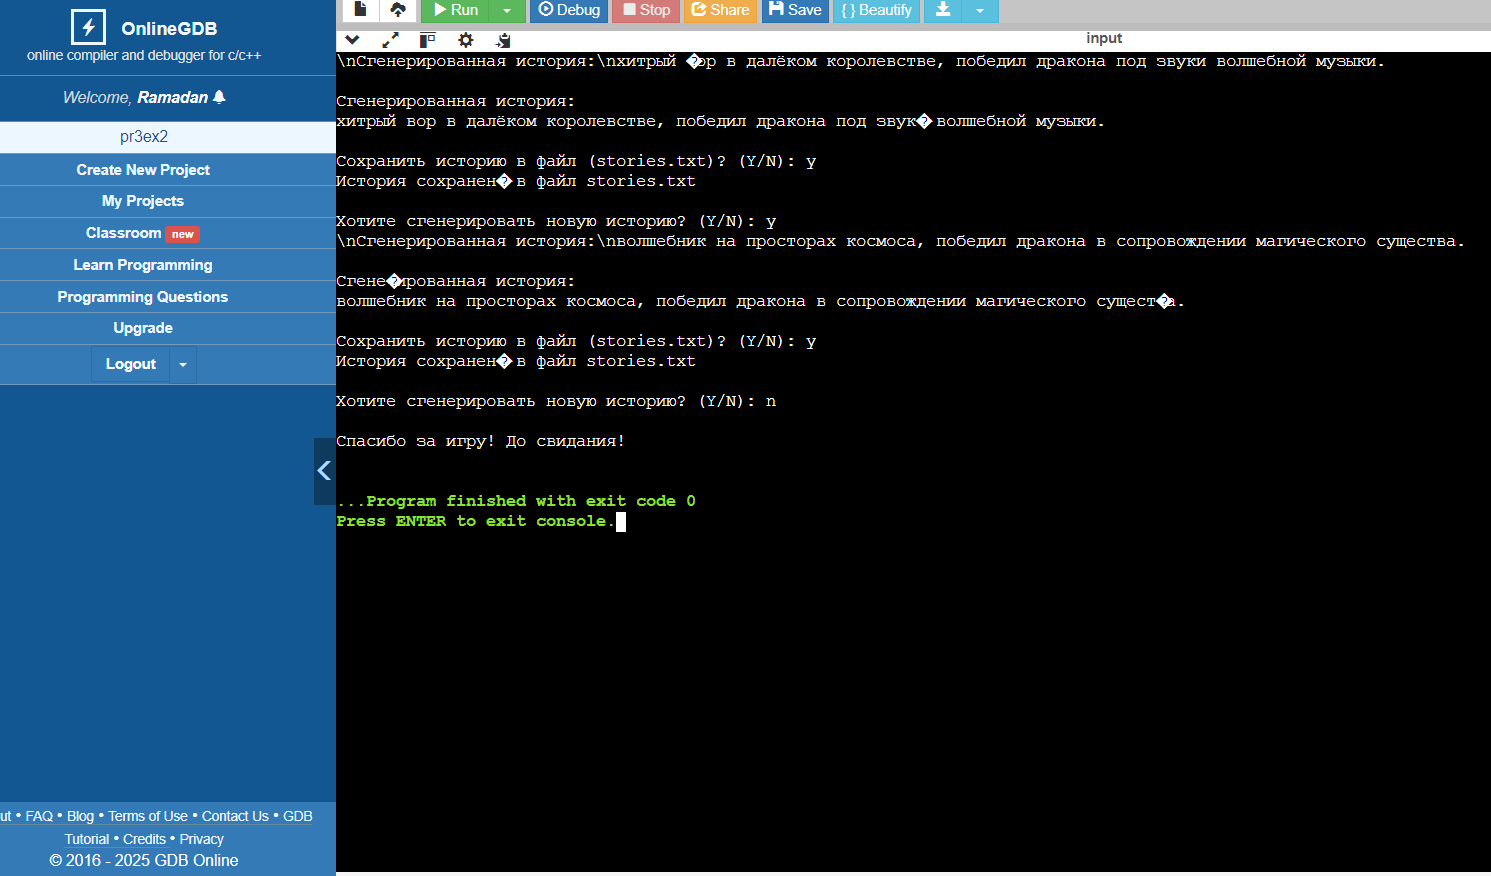 OnlineGDB
online compiler and debugger for c/c++
Welcome, Ramadan
pr3ex2
Create New Project
My Projects
Classroom new
Learn Programming
Programming Questions
Upgrade
Logout
ut • FAQ • Blog • Terms of Use • Contact Us • GDB
Tutorial • Credits • Privacy
© 2016 - 2025 GDB Online
Run Debug Stop Share Save { } Beautify
input
\nСгенерированная история:\nхитрый �ор в далёком королевстве, победил дракона под звуки волшебной музыки.
Сгенерированная история:
хитрый вор в далёком королевстве, победил дракона под звук� волшебной музыки.
Сохранить историю в файл (stories.txt)? (Y/N): y
История сохранен� в файл stories.txt
Хотите сгенерировать новую историю? (Y/N): y
\nСгенерированная история:\nволшебник на просторах космоса, победил дракона в сопровождении магического существа.
Сгене�ированная история:
волшебник на просторах космоса, победил дракона в сопровождении магического сущест�а.
Сохранить историю в файл (stories.txt)? (Y/N): y
История сохранен� в файл stories.txt
Хотите сгенерировать новую историю? (Y/N): n
Спасибо за игру! До свидания!
...Program finished with exit code 0
Press ENTER to exit console.